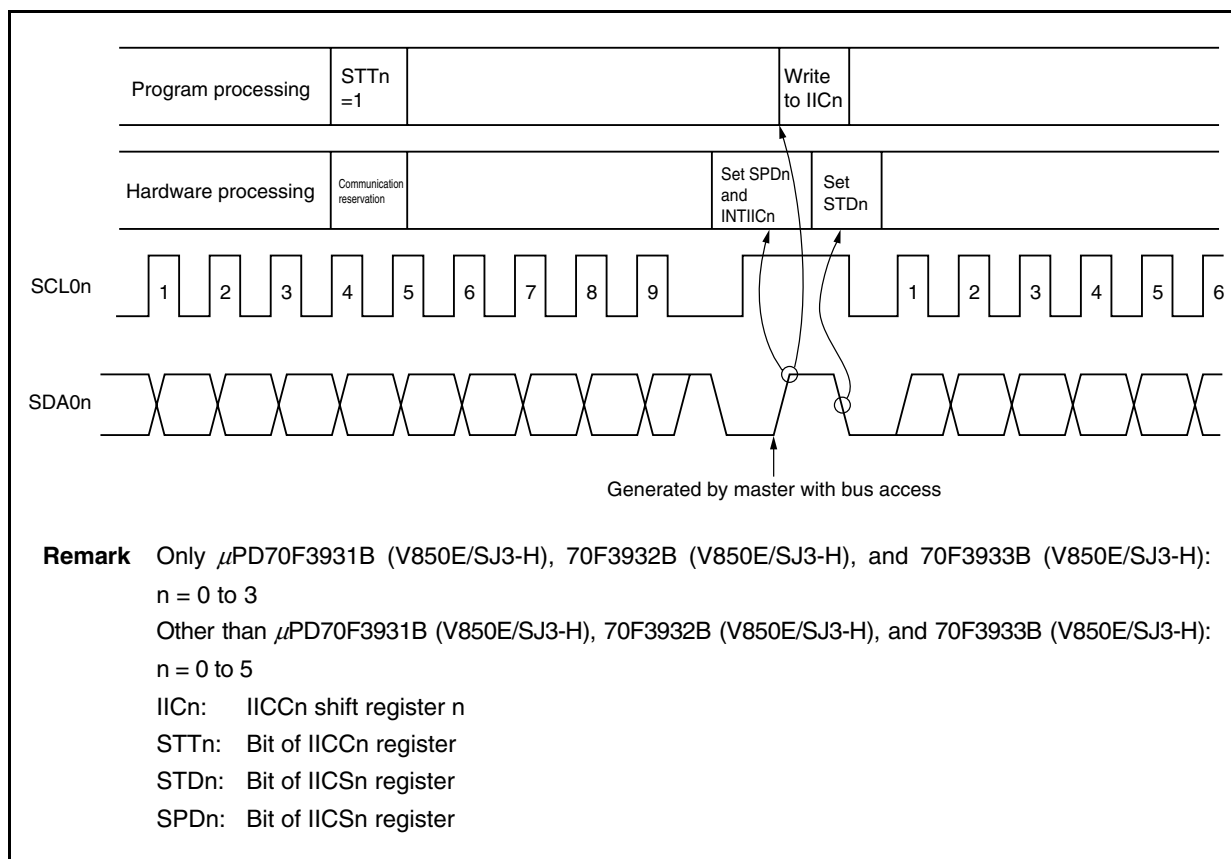 Program processing
STTn
=1
Write
to IICn
Hardware processing
Communication
reservation
Set SPDn
and
INTIICn
Set
STDn
SCL0n
1 2 3 4 5 6 7 8 9 1 2 3 4 5 6
SDA0n
Generated by master with bus access
Remark Only μPD70F3931B (V850E/SJ3-H), 70F3932B (V850E/SJ3-H), and 70F3933B (V850E/SJ3-H):
n = 0 to 3
Other than μPD70F3931B (V850E/SJ3-H), 70F3932B (V850E/SJ3-H), and 70F3933B (V850E/SJ3-H):
n = 0 to 5
IICn: IICCn shift register n
STTn: Bit of IICCn register
STDn: Bit of IICSn register
SPDn: Bit of IICSn register